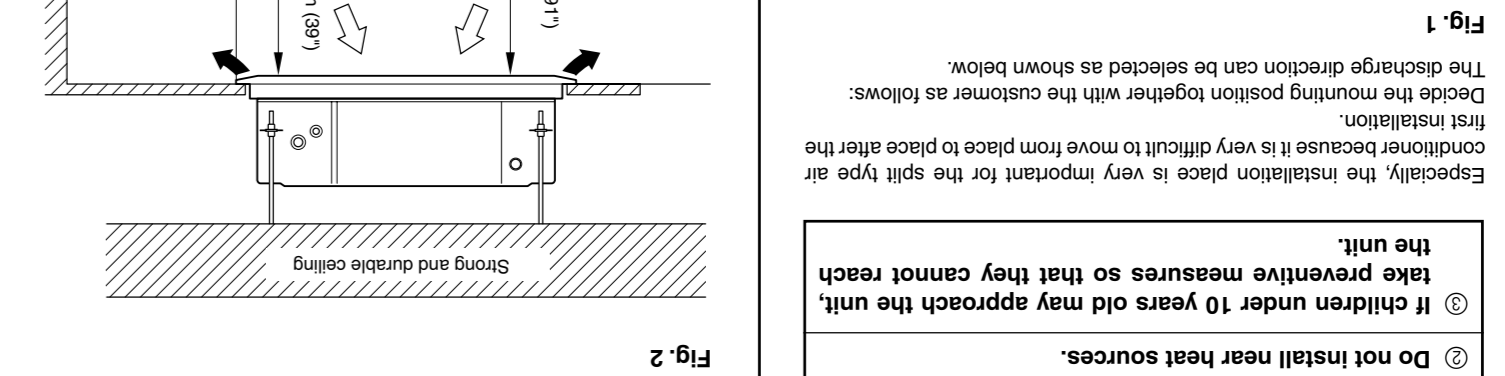 ② Do not install near heat sources.
③ If children under 10 years old may approach the unit,
take preventive measures so that they cannot reach
the unit.
Especially, the installation place is very important for the split type air
conditioner because it is very difficult to move from place to place after the
first installation.
Decide the mounting position together with the customer as follows:
The discharge direction can be selected as shown below.
Fig. 1
Fig. 2
Strong and durable ceiling
91")
(39")